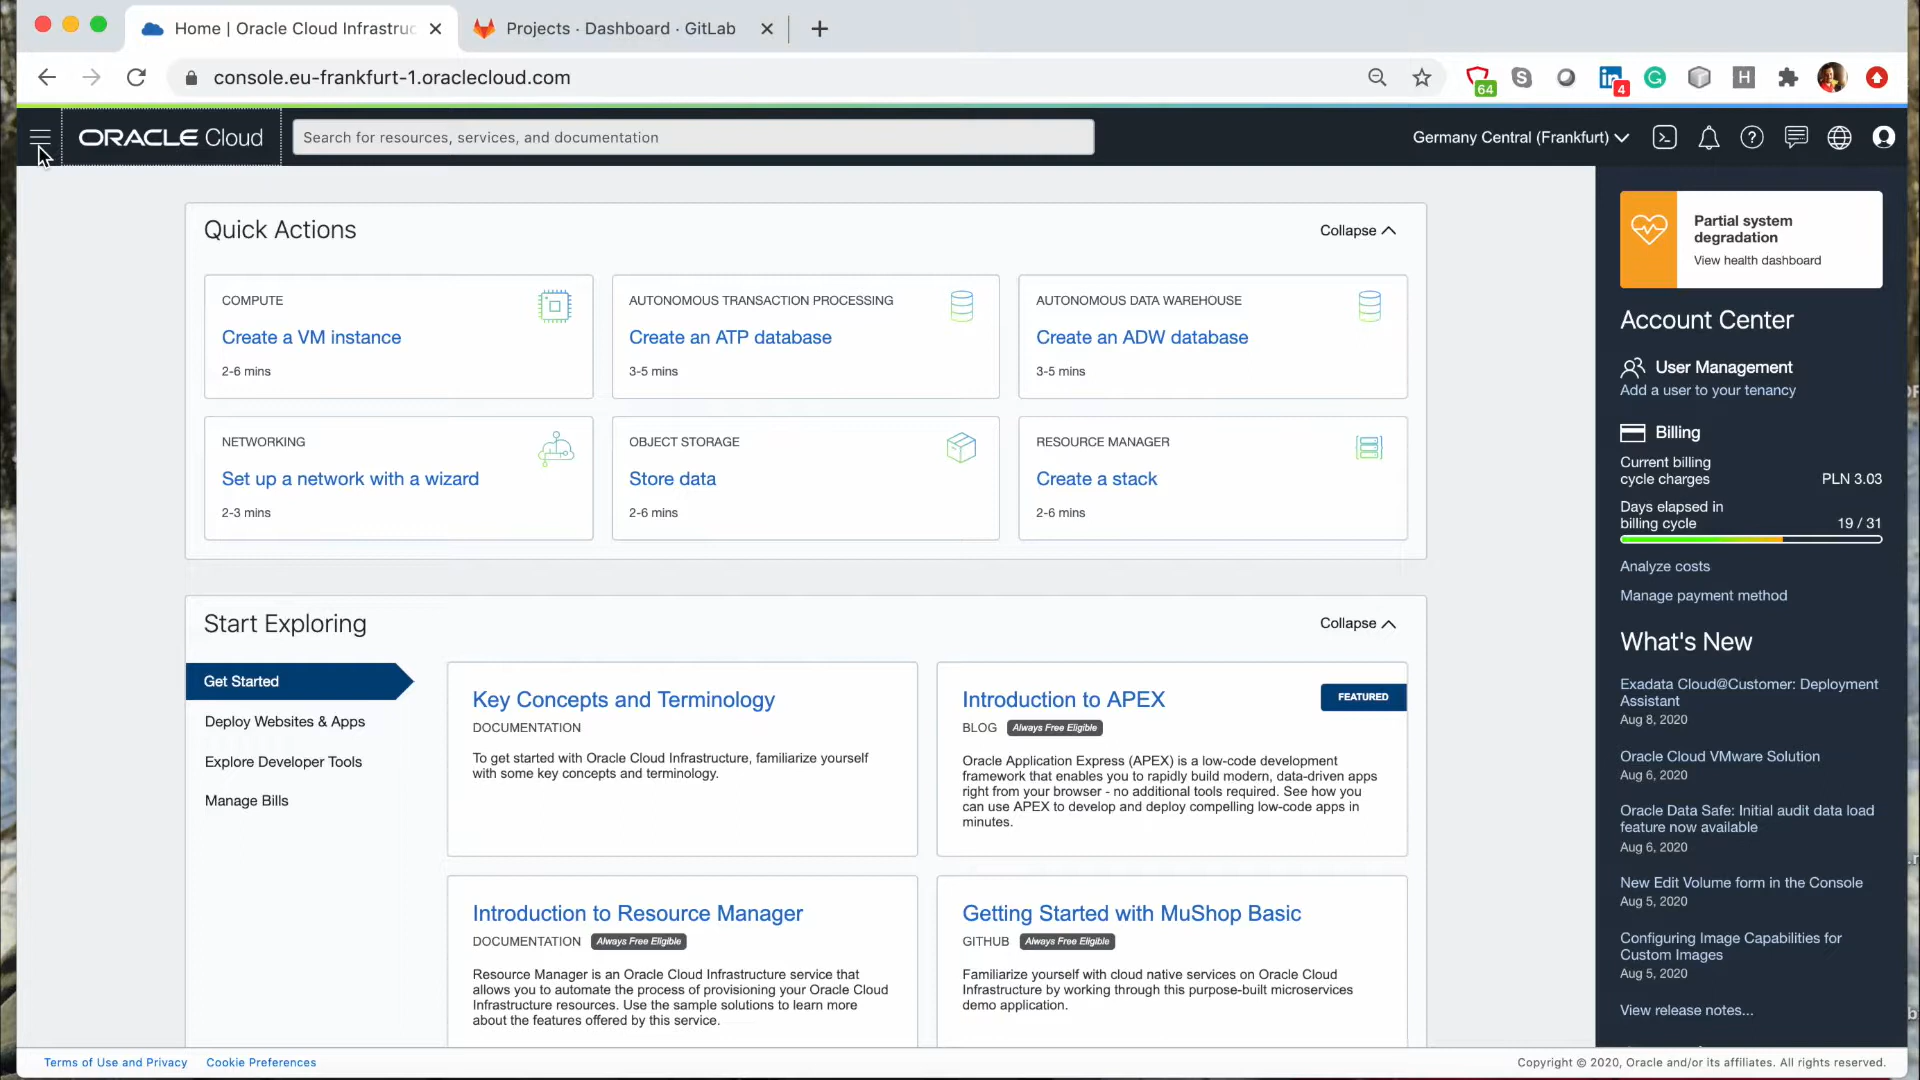 Home | Oracle Cloud Infrastruc
Projects · Dashboard · GitLab
console.eu-frankfurt-1.oraclecloud.com
64
4
H
ORACLE Cloud
Search for resources, services, and documentation
Germany Central (Frankfurt)
Quick Actions
Collapse
COMPUTE
Create a VM instance
2-6 mins
AUTONOMOUS TRANSACTION PROCESSING
Create an ATP database
3-5 mins
AUTONOMOUS DATA WAREHOUSE
Create an ADW database
3-5 mins
NETWORKING
Set up a network with a wizard
2-3 mins
OBJECT STORAGE
Store data
2-6 mins
RESOURCE MANAGER
Create a stack
2-6 mins
Start Exploring
Collapse
Get Started
Deploy Websites & Apps
Explore Developer Tools
Manage Bills
Key Concepts and Terminology
DOCUMENTATION
To get started with Oracle Cloud Infrastructure, familiarize yourself
with some key concepts and terminology.
Introduction to APEX
FEATURED
BLOG Always Free Eligible
Oracle Application Express (APEX) is a low-code development
framework that enables you to rapidly build modern, data-driven apps
right from your browser - no additional tools required. See how you
can use APEX to develop and deploy compelling low-code apps in
minutes.
Introduction to Resource Manager
DOCUMENTATION Always Free Eligible
Resource Manager is an Oracle Cloud Infrastructure service that
allows you to automate the process of provisioning your Oracle Cloud
Infrastructure resources. Use the sample solutions to learn more
about the features offered by this service.
Getting Started with MuShop Basic
GITHUB Always Free Eligible
Familiarize yourself with cloud native services on Oracle Cloud
Infrastructure by working through this purpose-built microservices
demo application.
Partial system
degradation
View health dashboard
Account Center
User Management
Add a user to your tenancy
Billing
Current billing
cycle charges PLN 3.03
Days elapsed in
billing cycle 19 / 31
Analyze costs
Manage payment method
What's New
Exadata Cloud@Customer: Deployment
Assistant
Aug 8, 2020
Oracle Cloud VMware Solution
Aug 6, 2020
Oracle Data Safe: Initial audit data load
feature now available
Aug 6, 2020
New Edit Volume form in the Console
Aug 5, 2020
Configuring Image Capabilities for
Custom Images
Aug 5, 2020
View release notes...
Terms of Use and Privacy Cookie Preferences
Copyright © 2020, Oracle and/or its affiliates. All rights reserved.